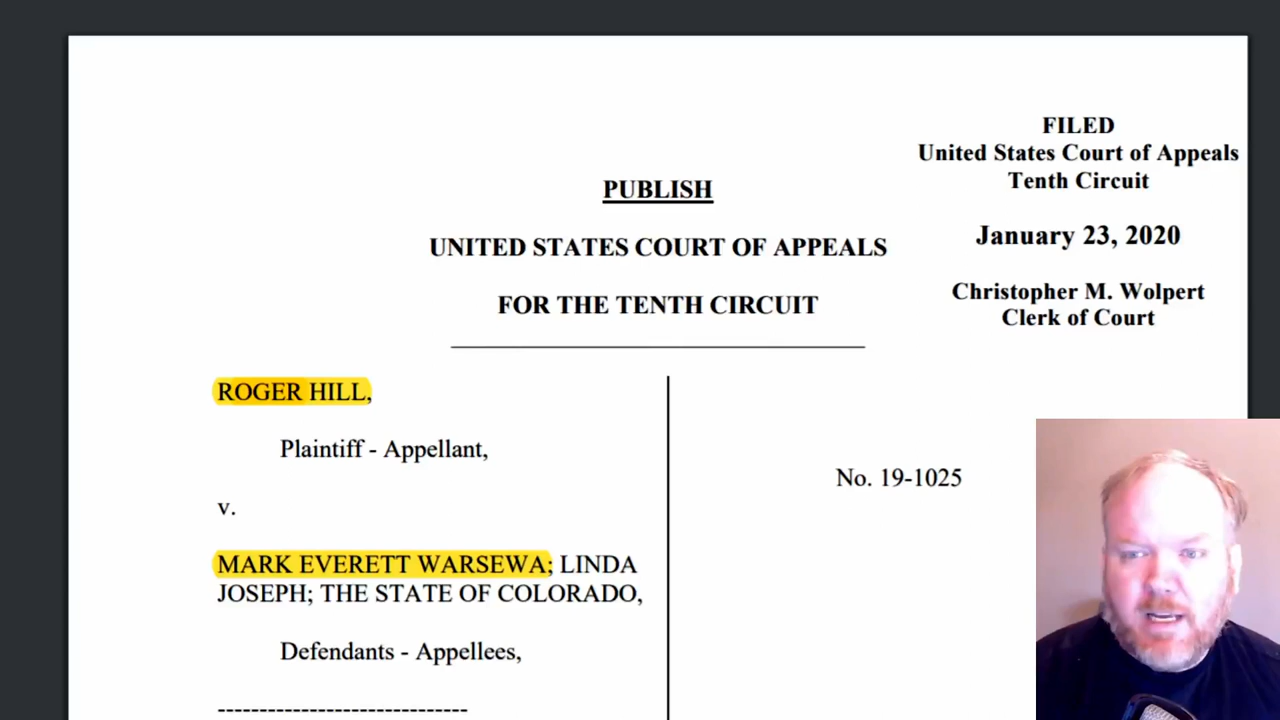 FILED
United States Court of Appeals
Tenth Circuit
January 23, 2020
Christopher M. Wolpert
Clerk of Court
PUBLISH
UNITED STATES COURT OF APPEALS
FOR THE TENTH CIRCUIT
ROGER HILL,
Plaintiff - Appellant,
v.
MARK EVERETT WARSEWA; LINDA
JOSEPH; THE STATE OF COLORADO,
Defendants - Appellees,
------------------------------
No. 19-1025